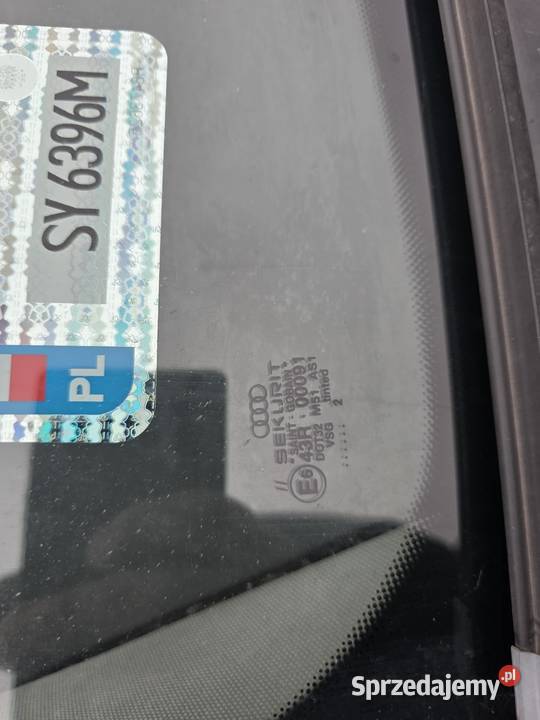 SY 6396M
PL
SEKURIT
"SAINT-GOBAIN"
E6 43R - 00091
DOT32 M51 AS1
VSG tinted
2
Sprzedajemy.pl